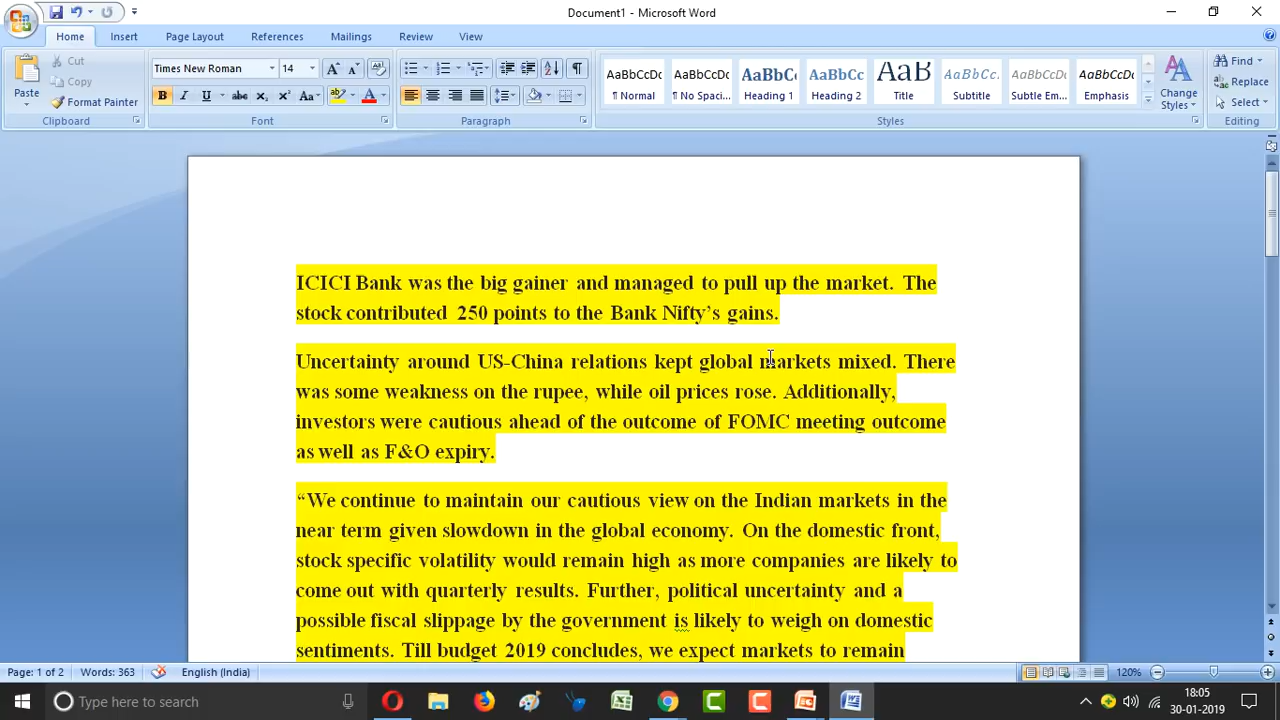 Document1 - Microsoft Word
Home Insert Page Layout References Mailings Review View
Paste
Cut
Copy
Format Painter
Clipboard
Times New Roman 14
Font
Paragraph
AaBbCcDc AaBbCcDc AaBbCc AaBbCc AaB AaBbCc. AaBbCcDc AaBbCcDc
¶ Normal ¶ No Spaci... Heading 1 Heading 2 Title Subtitle Subtle Em... Emphasis
Styles
Change
Styles
Find
Replace
Select
Editing
ICICI Bank was the big gainer and managed to pull up the market. The
stock contributed 250 points to the Bank Nifty’s gains.
Uncertainty around US-China relations kept global markets mixed. There
was some weakness on the rupee, while oil prices rose. Additionally,
investors were cautious ahead of the outcome of FOMC meeting outcome
as well as F&O expiry.
“We continue to maintain our cautious view on the Indian markets in the
near term given slowdown in the global economy. On the domestic front,
stock specific volatility would remain high as more companies are likely to
come out with quarterly results. Further, political uncertainty and a
possible fiscal slippage by the government is likely to weigh on domestic
sentiments. Till budget 2019 concludes, we expect markets to remain
Page: 1 of 2 Words: 363 English (India) 120%
Type here to search
18:05
30-01-2019